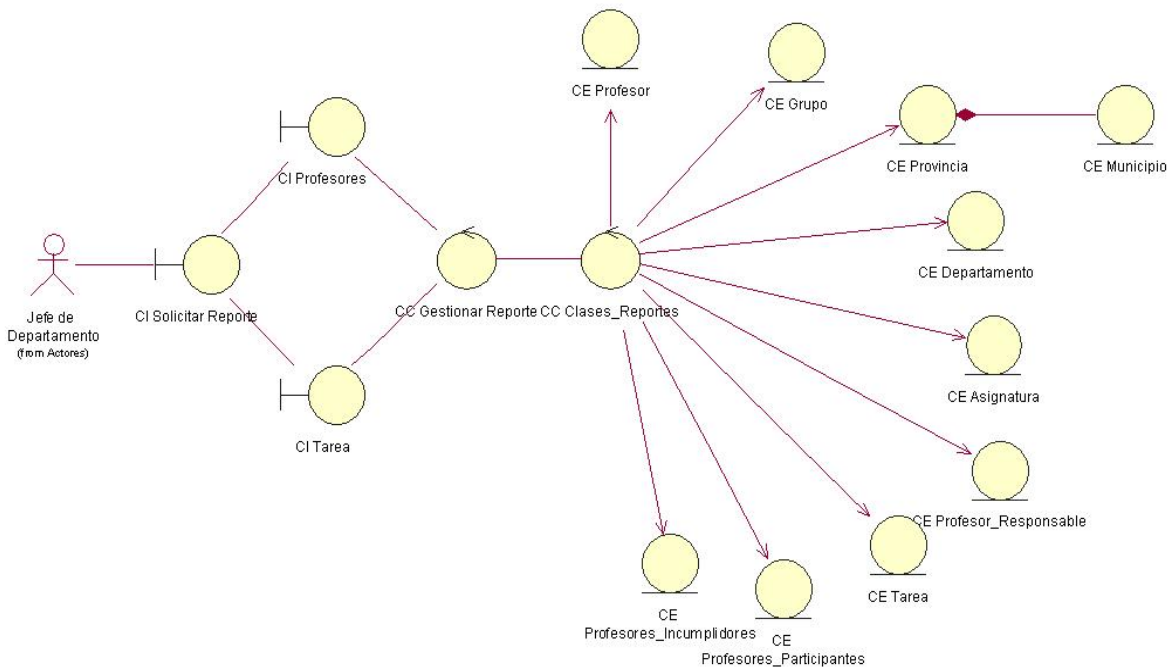 CE Profesor
CE Grupo
CE Provincia
CE Municipio
CI Profesores
CE Departamento
Jefe de
Departamento
(from Actores)
CI Solicitar Reporte
CC Gestionar Reporte
CC Clases_Reportes
CE Asignatura
CI Tarea
CE Profesor_Responsable
CE Tarea
CE
Profesores_Incumplidores
CE
Profesores_Participantes